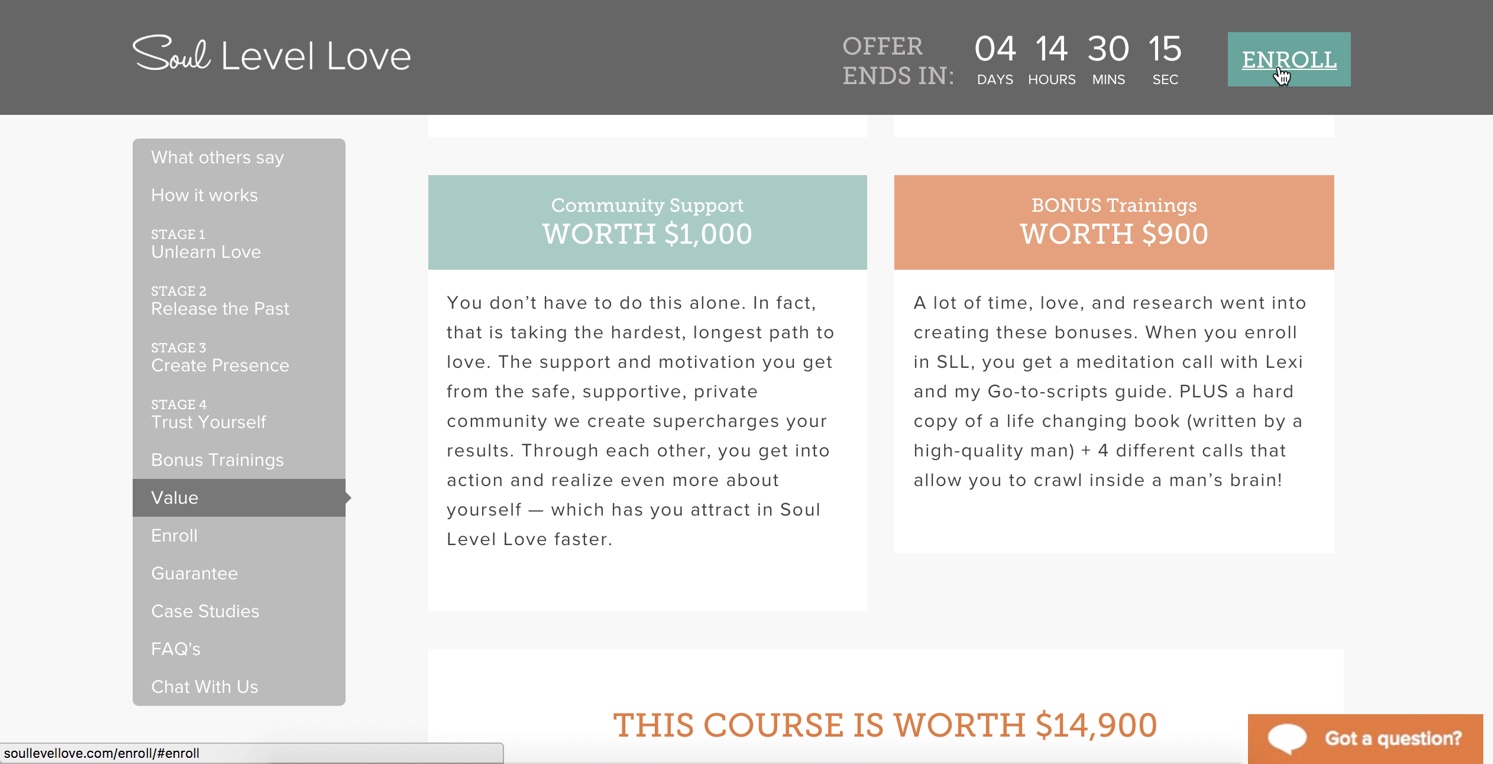 Soul Level Love
OFFER
ENDS IN:
04 14 30 15
DAYS HOURS MINS SEC
ENROLL
What others say
How it works
STAGE 1
Unlearn Love
STAGE 2
Release the Past
STAGE 3
Create Presence
STAGE 4
Trust Yourself
Bonus Trainings
Value
Enroll
Guarantee
Case Studies
FAQ's
Chat With Us
Community Support
WORTH $1,000
You don’t have to do this alone. In fact,
that is taking the hardest, longest path to
love. The support and motivation you get
from the safe, supportive, private
community we create supercharges your
results. Through each other, you get into
action and realize even more about
yourself — which has you attract in Soul
Level Love faster.
BONUS Trainings
WORTH $900
A lot of time, love, and research went into
creating these bonuses. When you enroll
in SLL, you get a meditation call with Lexi
and my Go-to-scripts guide. PLUS a hard
copy of a life changing book (written by a
high-quality man) + 4 different calls that
allow you to crawl inside a man’s brain!
THIS COURSE IS WORTH $14,900
Got a question?
soullevellove.com/enroll/#enroll